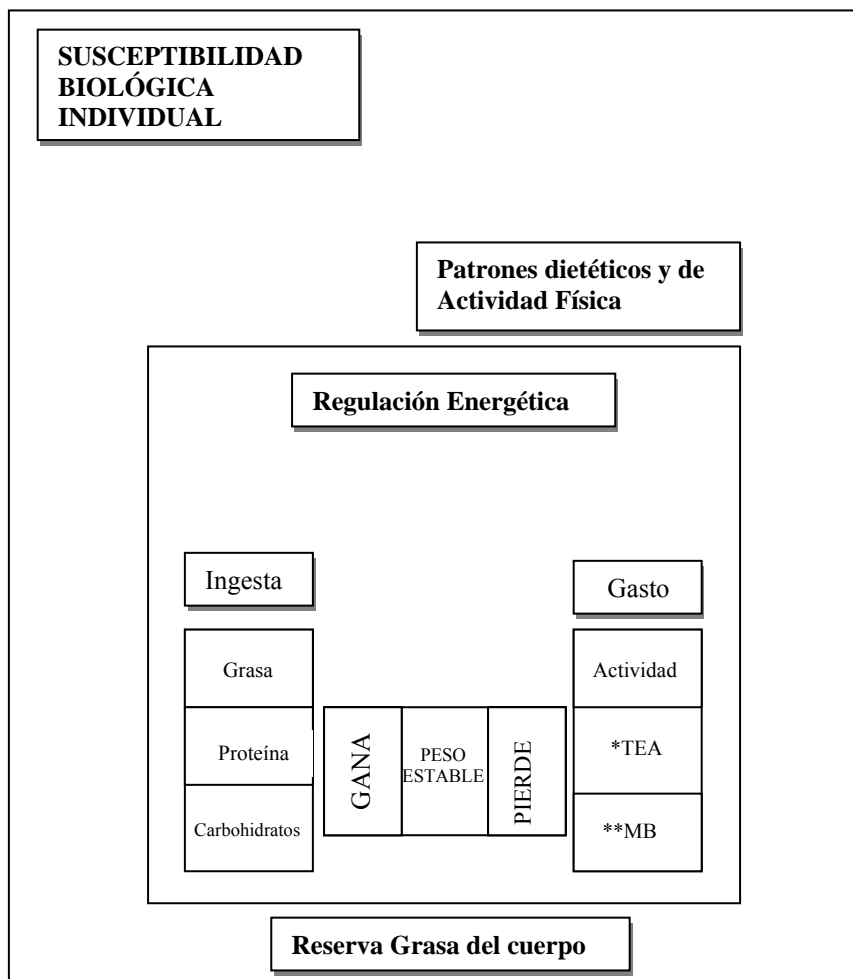 SUSCEPTIBILIDAD
BIOLÓGICA
INDIVIDUAL
Patrones dietéticos y de
Actividad Física
Regulación Energética
Ingesta
Gasto
Grasa
Actividad
Proteína
GANA
PESO
ESTABLE
PIERDE
*TEA
Carbohidratos
**MB
Reserva Grasa del cuerpo